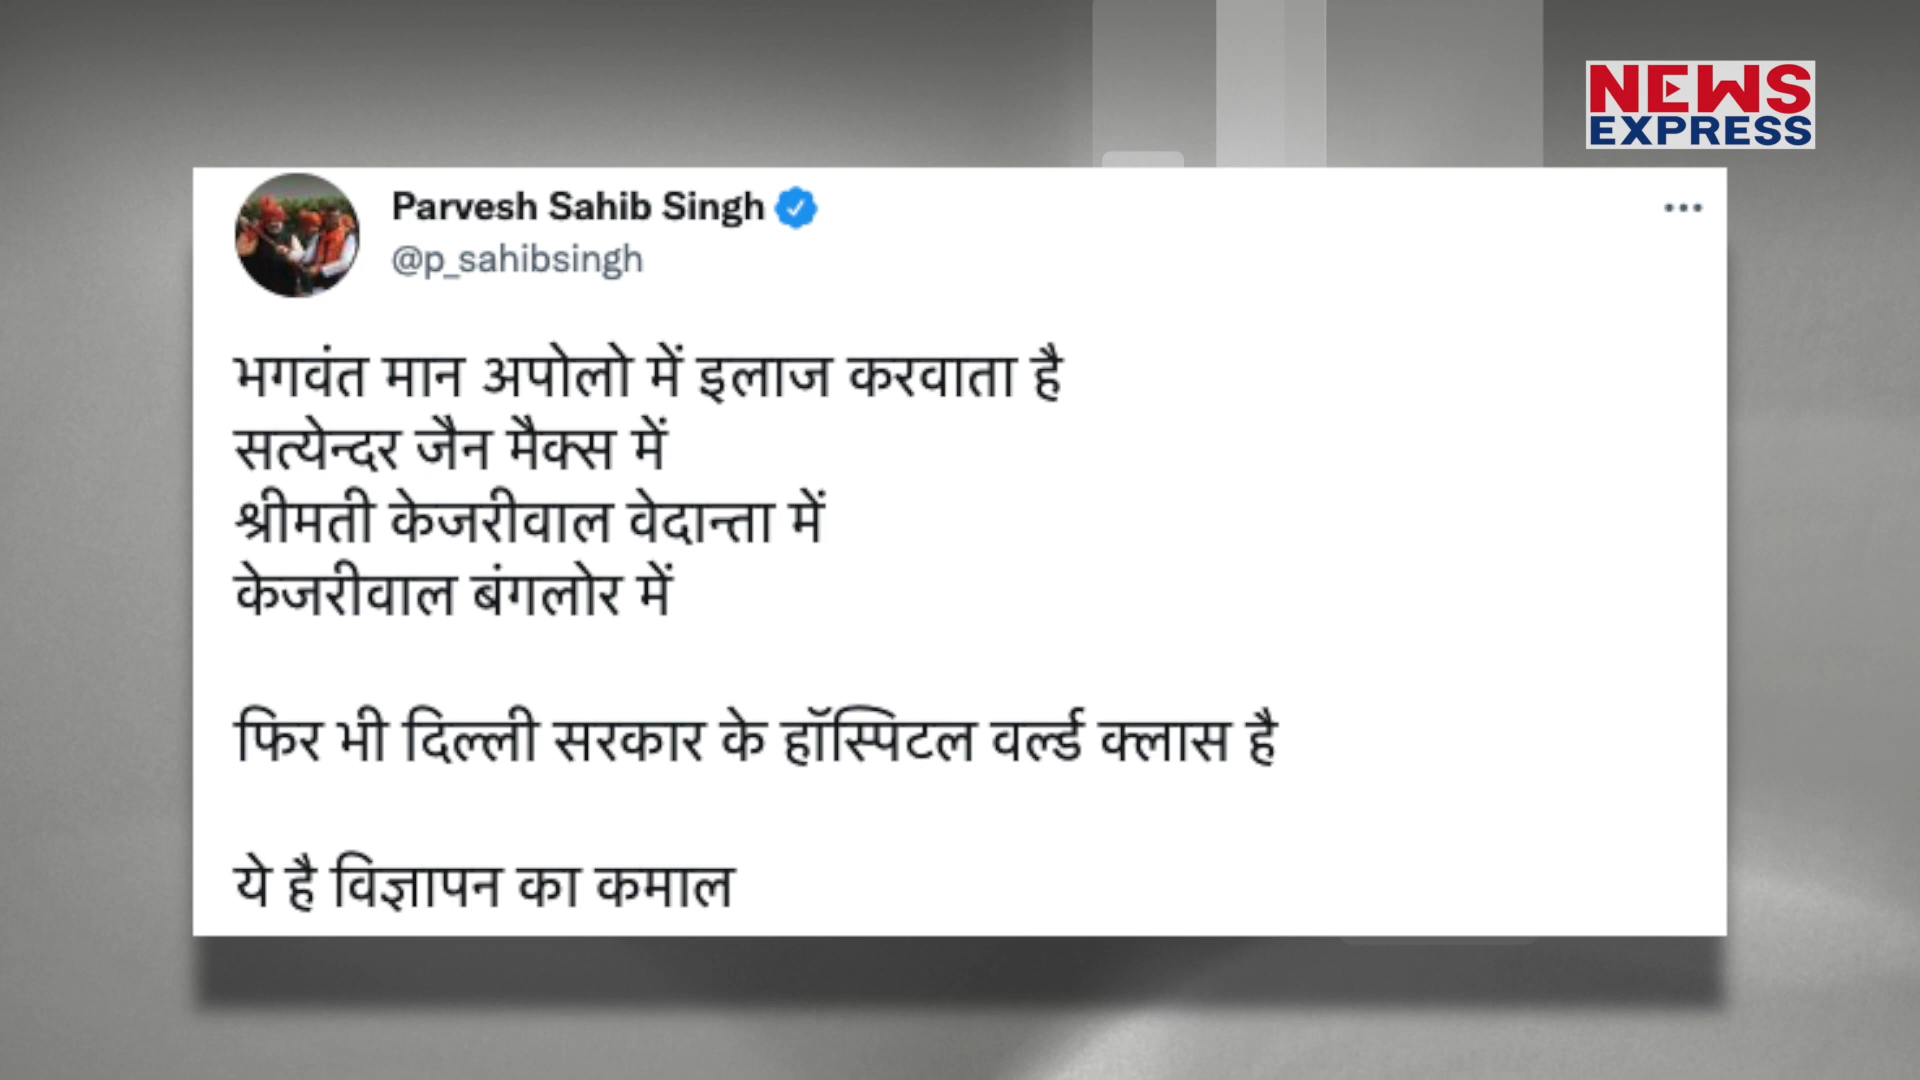 NEWS
EXPRESS
Parvesh Sahib Singh
@p_sahibsingh
भगवंत मान अपोलो में इलाज करवाता है
सत्येन्दर जैन मैक्स में
श्रीमती केजरीवाल वेदान्ता में
केजरीवाल बंगलोर में
फिर भी दिल्ली सरकार के हॉस्पिटल वर्ल्ड क्लास है
ये है विज्ञापन का कमाल